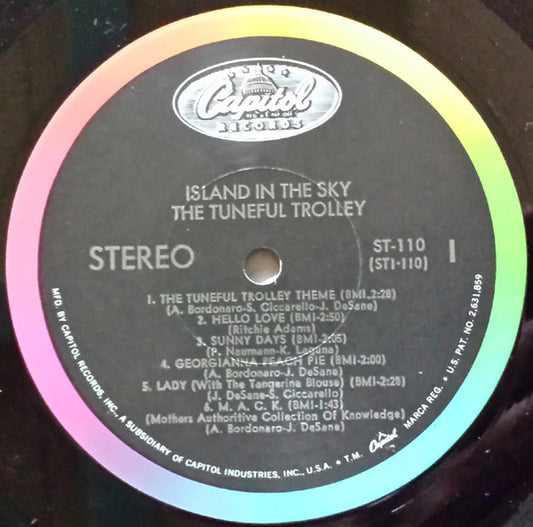 Capitol
RECORDS
ISLAND IN THE SKY
THE TUNEFUL TROLLEY
STEREO
ST-110
(ST1-110)
1
1. THE TUNEFUL TROLLEY THEME (BMI-2:28)
(A. Bordonaro-S. Ciccarello-J. DeSane)
2. HELLO LOVE (BMI-2:50)
(Ritchie Adams)
3. SUNNY DAYS (BMI-2:05)
(P. Naumann-K. Laguna)
4. GEORGIANNA PEACH PIE (BMI-2:00)
(A. Bordonaro-J. DeSane)
5. LADY (With The Tangerine Blouse) (BMI-2:28)
(J. DeSane-S. Ciccarello)
6. M. A. C. K. (BMI-1:43)
(Mothers Authoritive Collection Of Knowledge)
(A. Bordonaro-J. DeSane)
MFD. BY CAPITOL RECORDS, INC., A SUBSIDIARY OF CAPITOL INDUSTRIES, INC., U.S.A. • T.M. Capitol MARCA REG. • U.S. PAT. NO. 2,631,859